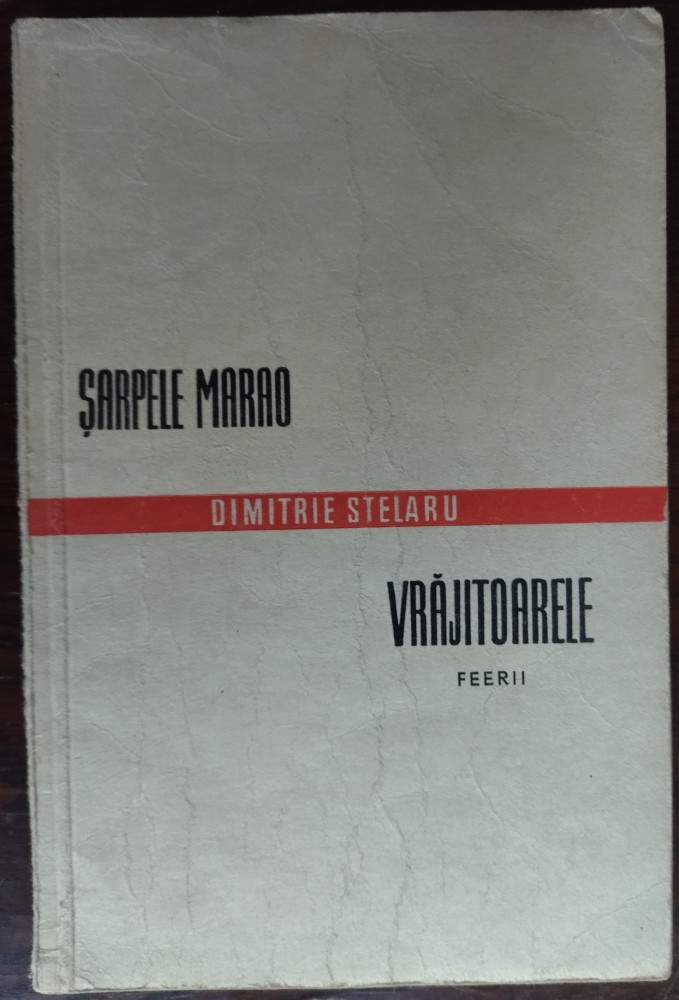 ȘARPELE MARAO
DIMITRIE STELARU
VRĂJITOARELE
FEERII